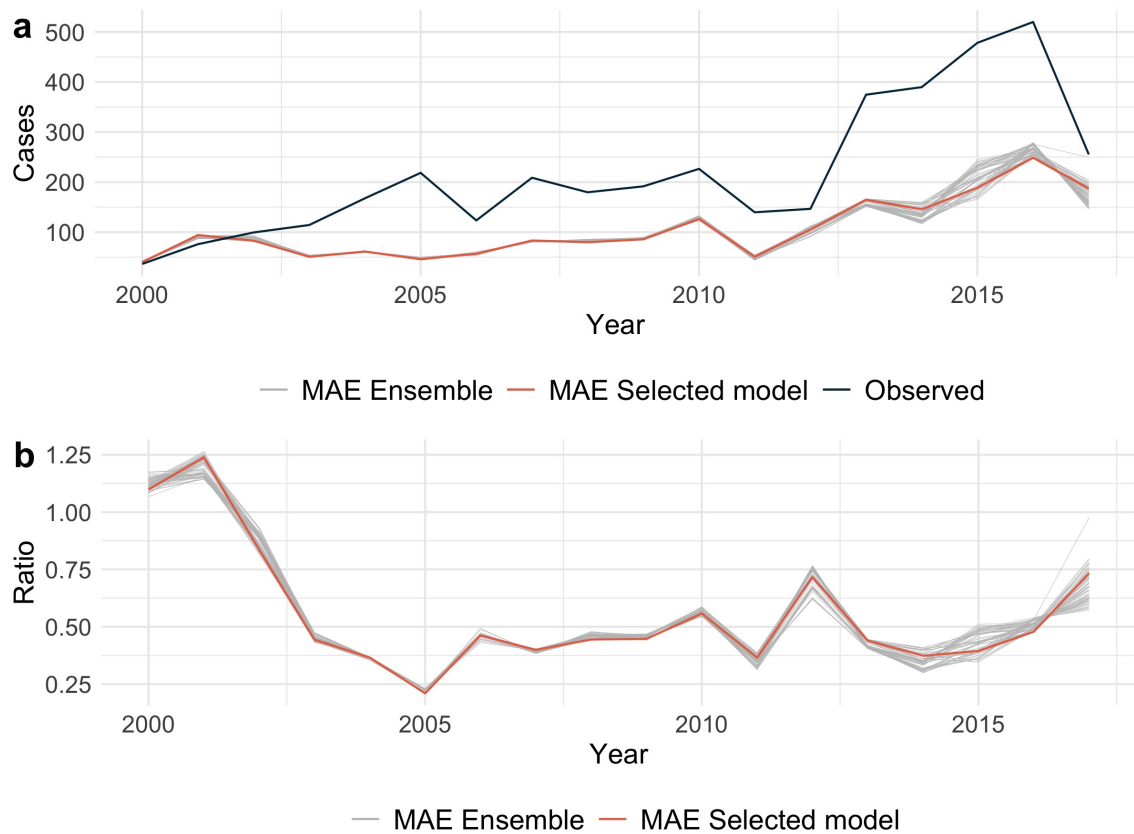 a
500
400
300
200
100
Cases
2000 2005 2010 2015
Year
MAE Ensemble MAE Selected model Observed
b
1.25
1.00
0.75
0.50
0.25
Ratio
2000 2005 2010 2015
Year
MAE Ensemble MAE Selected model